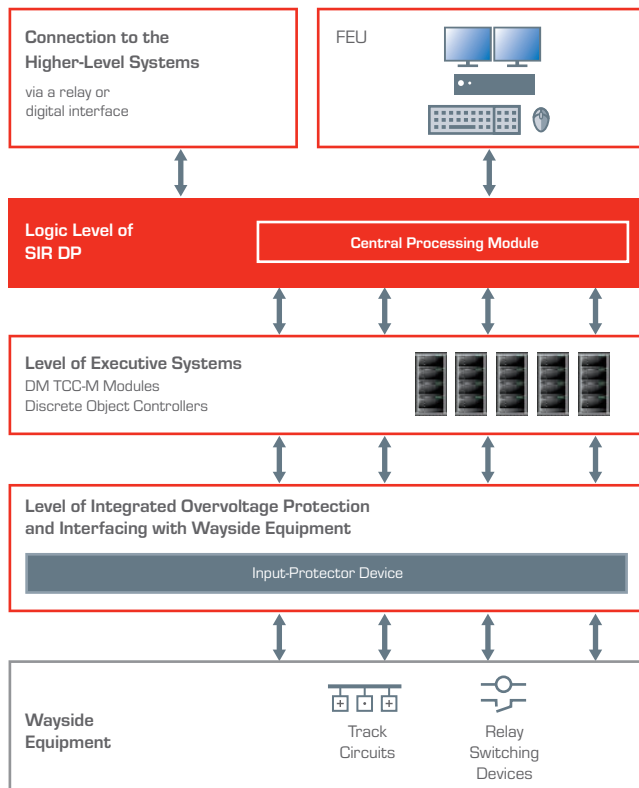 Connection to the
Higher-Level Systems
via a relay or
digital interface
FEU
Logic Level of
SIR DP
Central Processing Module
Level of Executive Systems
DM TCC-M Modules
Discrete Object Controllers
Level of Integrated Overvoltage Protection
and Interfacing with Wayside Equipment
Input-Protector Device
Wayside
Equipment
Track
Circuits
Relay
Switching
Devices